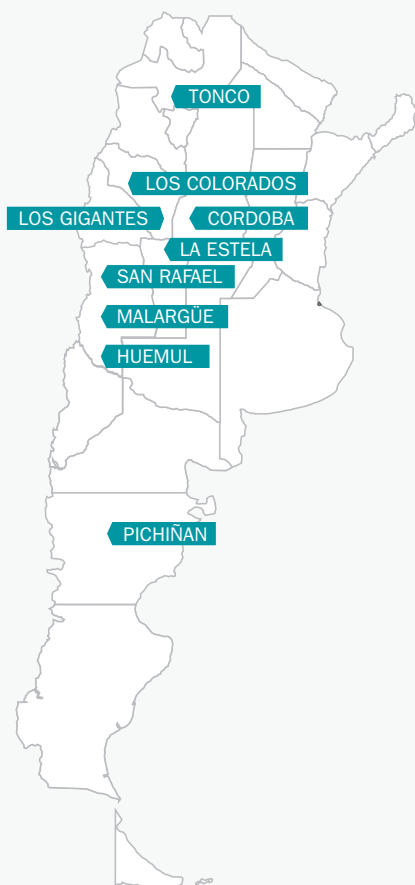 TONCO
LOS COLORADOS
LOS GIGANTES
CORDOBA
LA ESTELA
SAN RAFAEL
MALARGÜE
HUEMUL
PICHIÑAN